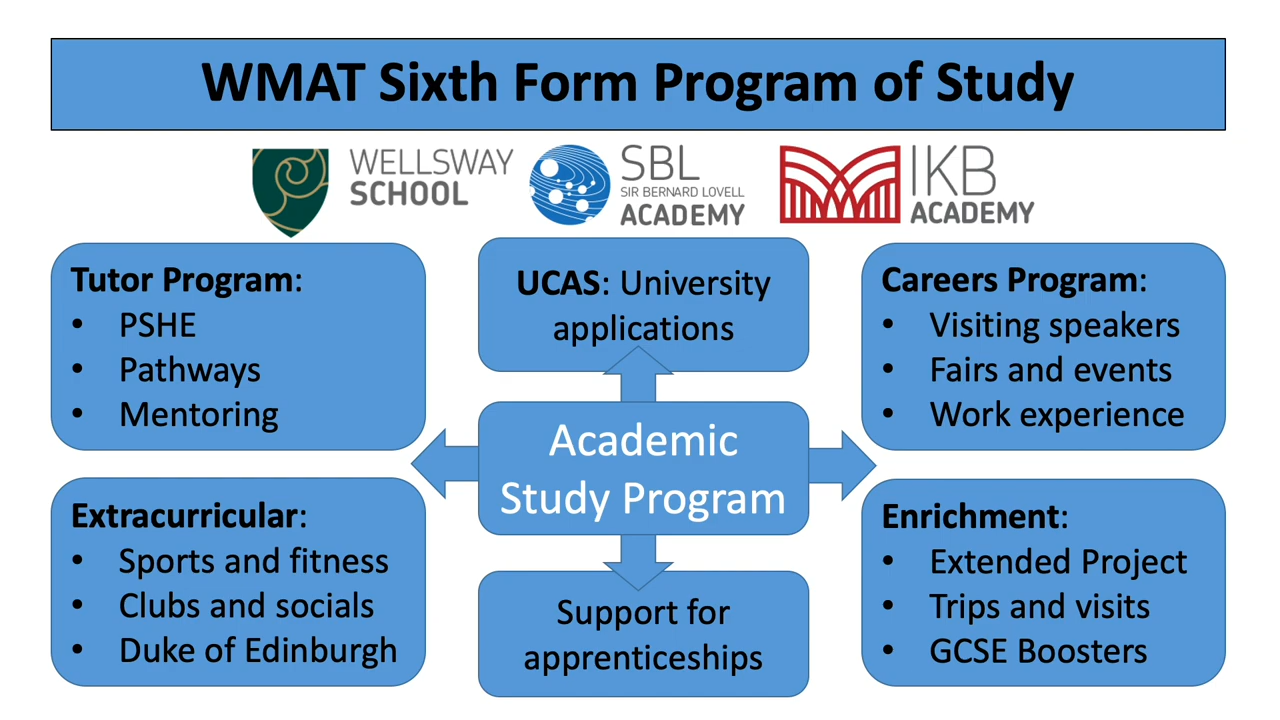 WMAT Sixth Form Program of Study
WELLSWAY
SCHOOL
SBL
SIR BERNARD LOVELL
ACADEMY
IKB
ACADEMY
Tutor Program:
• PSHE
• Pathways
• Mentoring
UCAS: University
applications
Careers Program:
• Visiting speakers
• Fairs and events
• Work experience
Academic
Study Program
Extracurricular:
• Sports and fitness
• Clubs and socials
• Duke of Edinburgh
Support for
apprenticeships
Enrichment:
• Extended Project
• Trips and visits
• GCSE Boosters